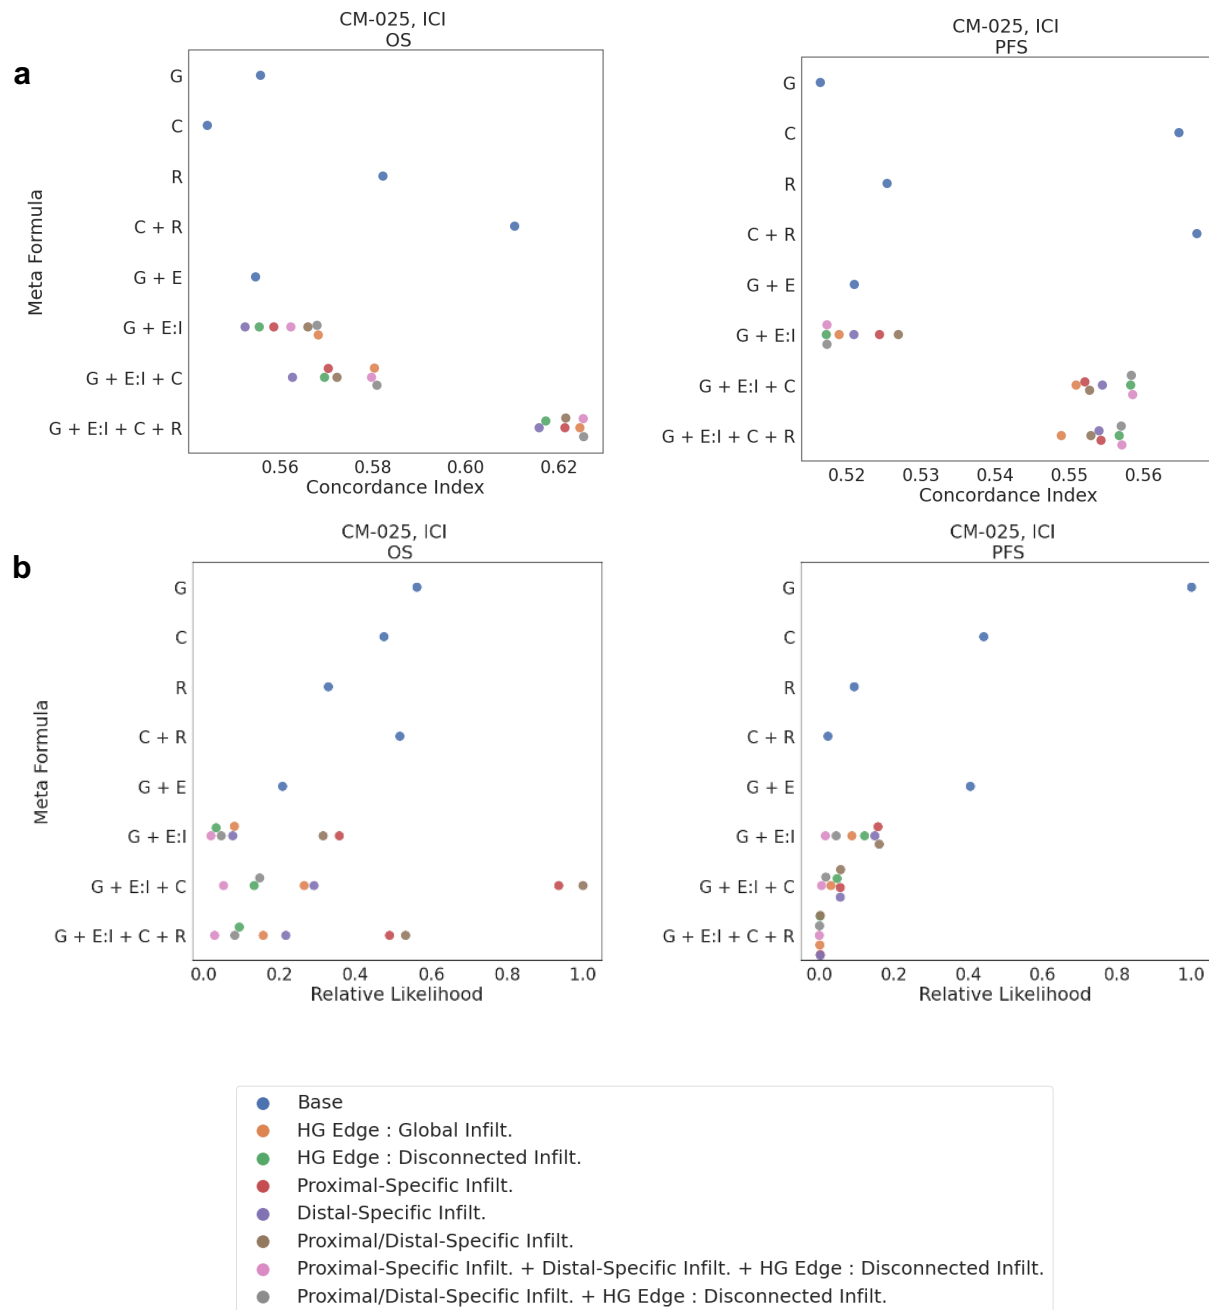 a
CM-025, ICI
OS
Meta Formula
G
C
R
C + R
G + E
G + E:I
G + E:I + C
G + E:I + C + R
0.56 0.58 0.60 0.62
Concordance Index
CM-025, ICI
PFS
G
C
R
C + R
G + E
G + E:I
G + E:I + C
G + E:I + C + R
0.52 0.53 0.54 0.55 0.56
Concordance Index
b
CM-025, ICI
OS
Meta Formula
G
C
R
C + R
G + E
G + E:I
G + E:I + C
G + E:I + C + R
0.0 0.2 0.4 0.6 0.8 1.0
Relative Likelihood
CM-025, ICI
PFS
G
C
R
C + R
G + E
G + E:I
G + E:I + C
G + E:I + C + R
0.0 0.2 0.4 0.6 0.8 1.0
Relative Likelihood
Base
HG Edge : Global Infilt.
HG Edge : Disconnected Infilt.
Proximal-Specific Infilt.
Distal-Specific Infilt.
Proximal/Distal-Specific Infilt.
Proximal-Specific Infilt. + Distal-Specific Infilt. + HG Edge : Disconnected Infilt.
Proximal/Distal-Specific Infilt. + HG Edge : Disconnected Infilt.